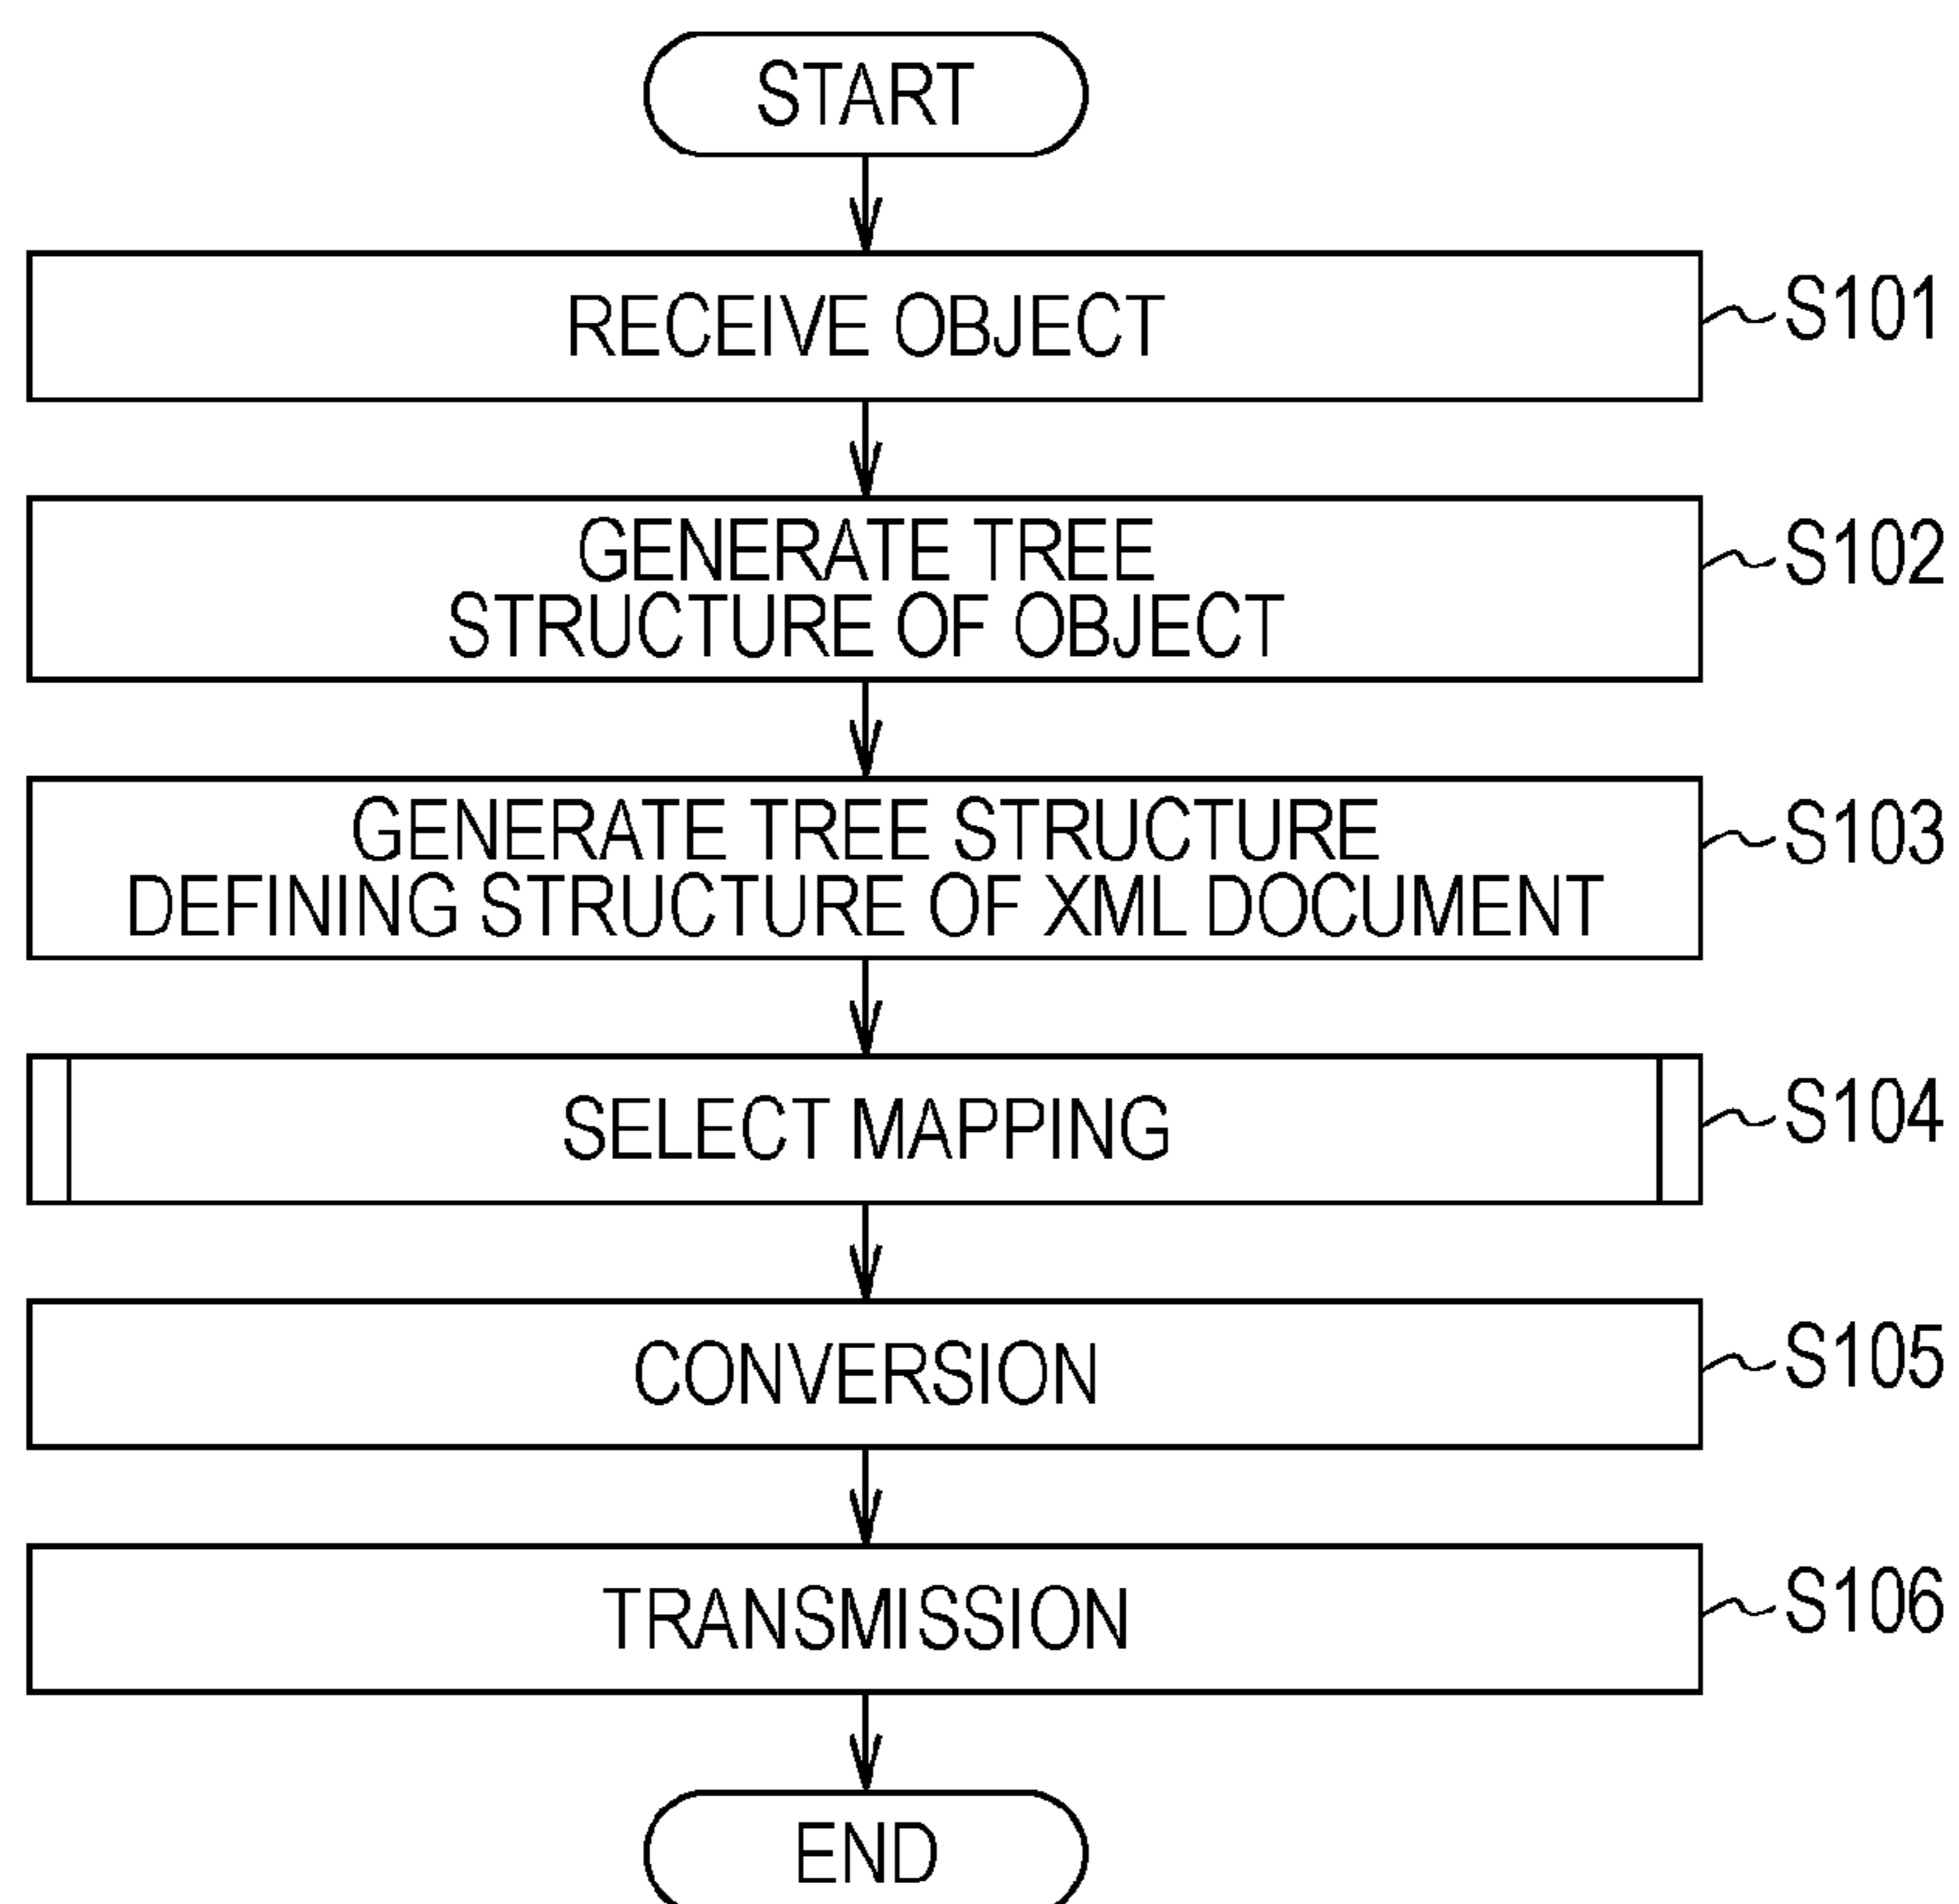 START
RECEIVE OBJECT
S101
GENERATE TREE
STRUCTURE OF OBJECT
S102
GENERATE TREE STRUCTURE
DEFINING STRUCTURE OF XML DOCUMENT
S103
SELECT MAPPING
S104
CONVERSION
S105
TRANSMISSION
S106
END